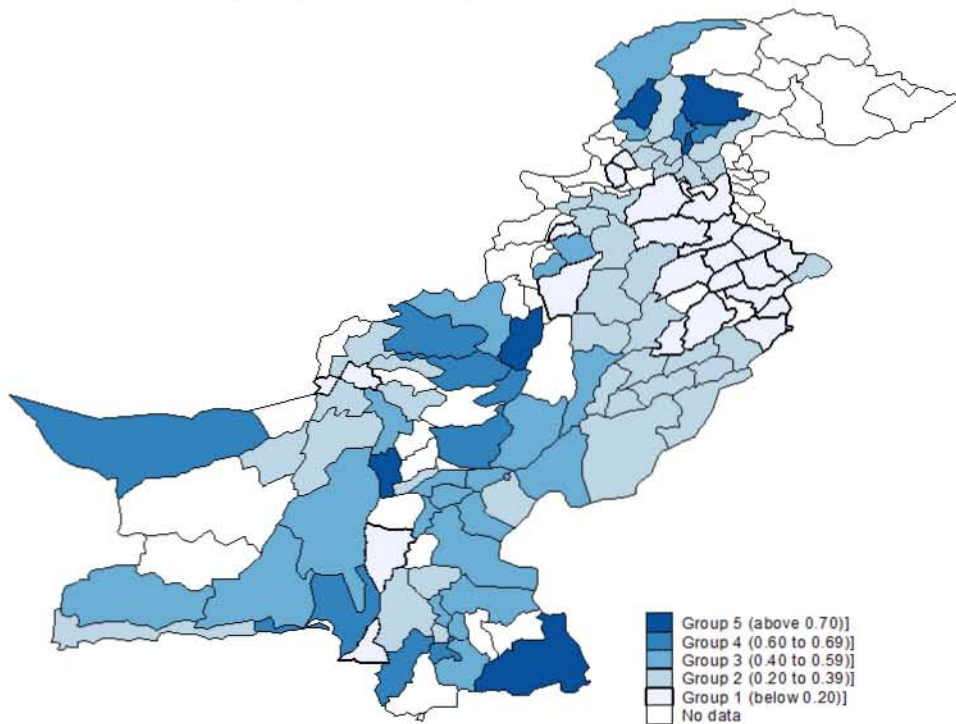 Group 5 (above 0.70)]
Group 4 (0.60 to 0.69)]
Group 3 (0.40 to 0.59)]
Group 2 (0.20 to 0.39)]
Group 1 (below 0.20)]
No data